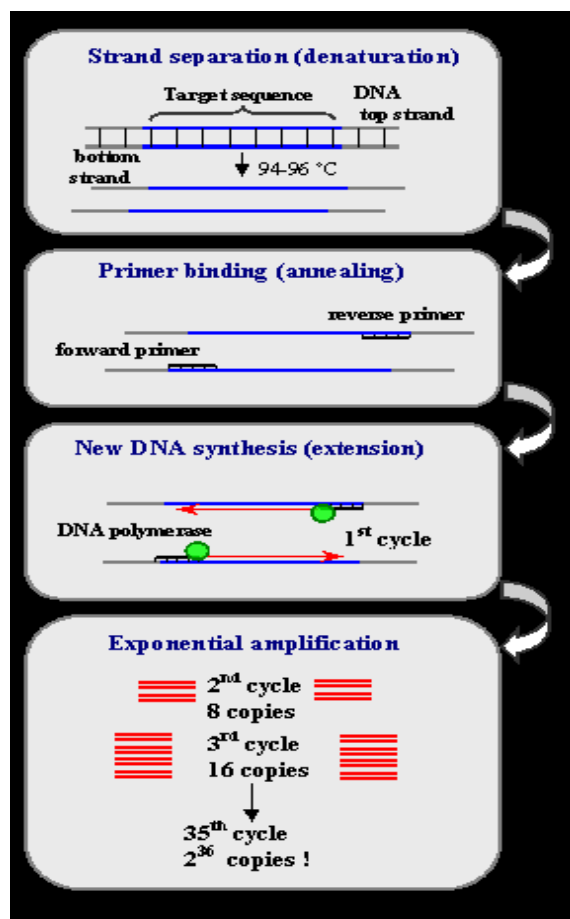 Strand separation (denaturation)
Target sequence
DNA
top strand
bottom
strand
94-96 °C
Primer binding (annealing)
reverse primer
forward primer
New DNA synthesis (extension)
DNA polymerase
1st cycle
Exponential amplification
2nd cycle
8 copies
3rd cycle
16 copies
35th cycle
2^36 copies !